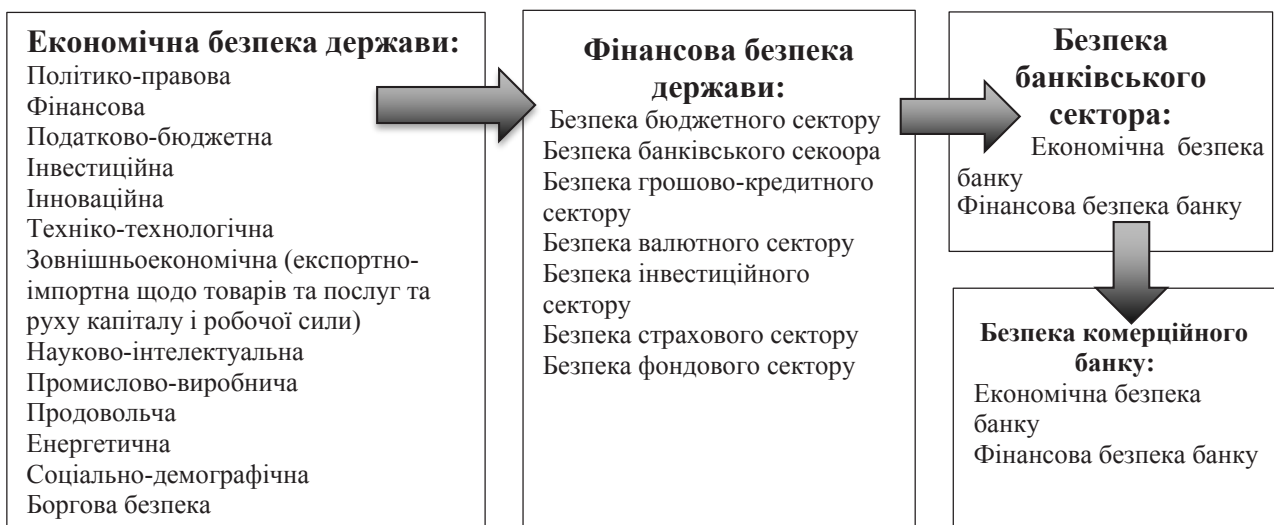 Економічна безпека держави:
Політико-правова
Фінансова
Податково-бюджетна
Інвестиційна
Інноваційна
Техніко-технологічна
Зовнішньоекономічна (експортно-
імпортна щодо товарів та послуг та
руху капіталу і робочої сили)
Науково-інтелектуальна
Промислово-виробнича
Продовольча
Енергетична
Соціально-демографічна
Боргова безпека
Фінансова безпека
держави:
Безпека бюджетного сектору
Безпека банківського секоора
Безпека грошово-кредитного
сектору
Безпека валютного сектору
Безпека інвестиційного
сектору
Безпека страхового сектору
Безпека фондового сектору
Безпека
банківського
сектора:
Економічна безпека
банку
Фінансова безпека банку
Безпека комерційного
банку:
Економічна безпека
банку
Фінансова безпека банку